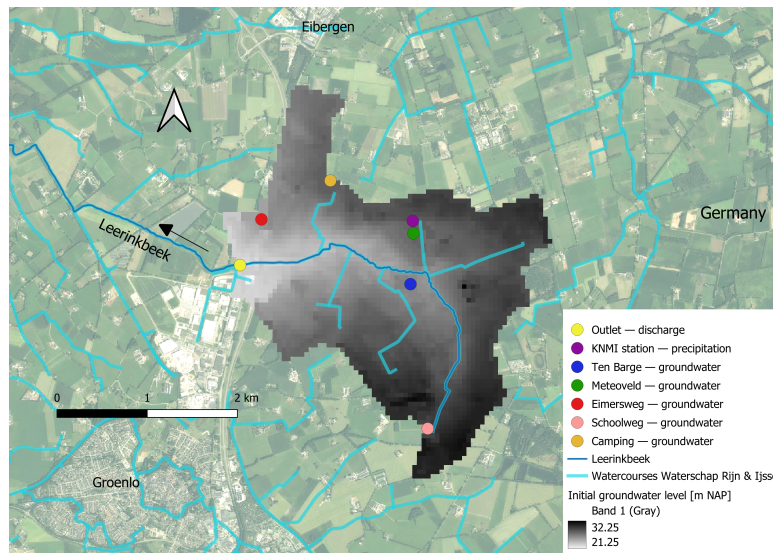 Eibergen
Germany
Leerinkbeek
0 1 2 km
Groenlo
Outlet — discharge
KNMI station — precipitation
Ten Barge — groundwater
Meteoveld — groundwater
Eimersweg — groundwater
Schoolweg — groundwater
Camping — groundwater
Leerinkbeek
Watercourses Waterschap Rijn & Ijsse
Initial groundwater level [m NAP]
Band 1 (Gray)
32.25
21.25